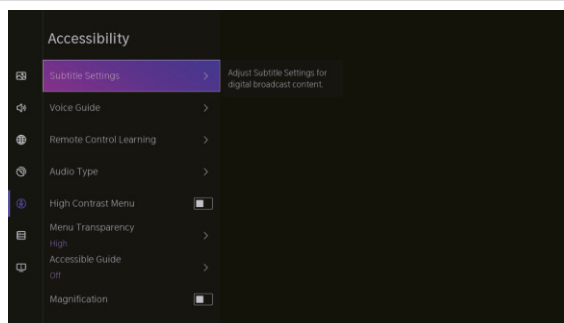 Accessibility
Subtitle Settings
Adjust Subtitle Settings for
digital broadcast content.
Voice Guide
Remote Control Learning
Audio Type
High Contrast Menu
Menu Transparency
High
Accessible Guide
Off
Magnification